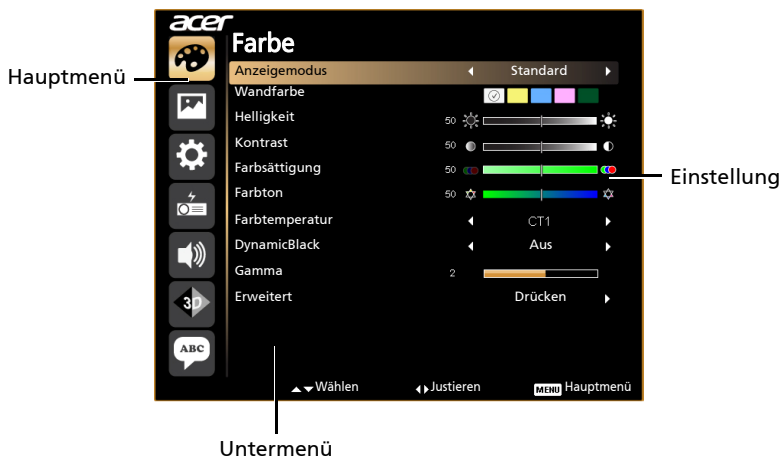 acer
Farbe
Hauptmenü
Anzeigemodus Standard
Wandfarbe
Helligkeit 50
Kontrast 50
Farbsättigung 50
Einstellung
Farbton 50
Farbtemperatur CT1
DynamicBlack Aus
Gamma 2
3D
Erweitert Drücken
ABC
Wählen Justieren MENU Hauptmenü
Untermenü